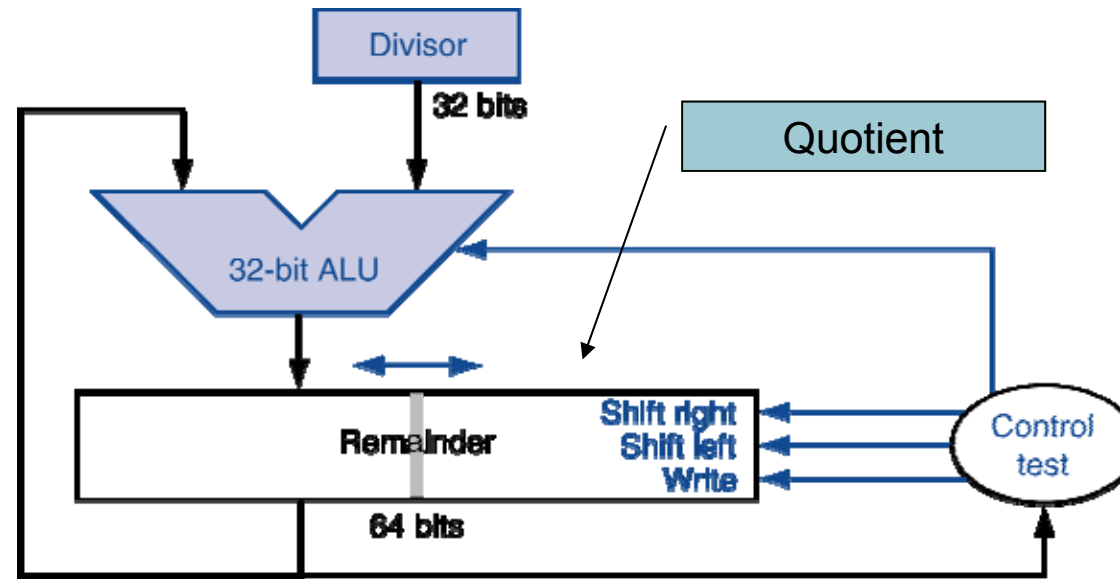 Divisor
32 bits
Quotient
32-bit ALU
Shift right
Remainder
Shift left
Write
Control
test
64 bits